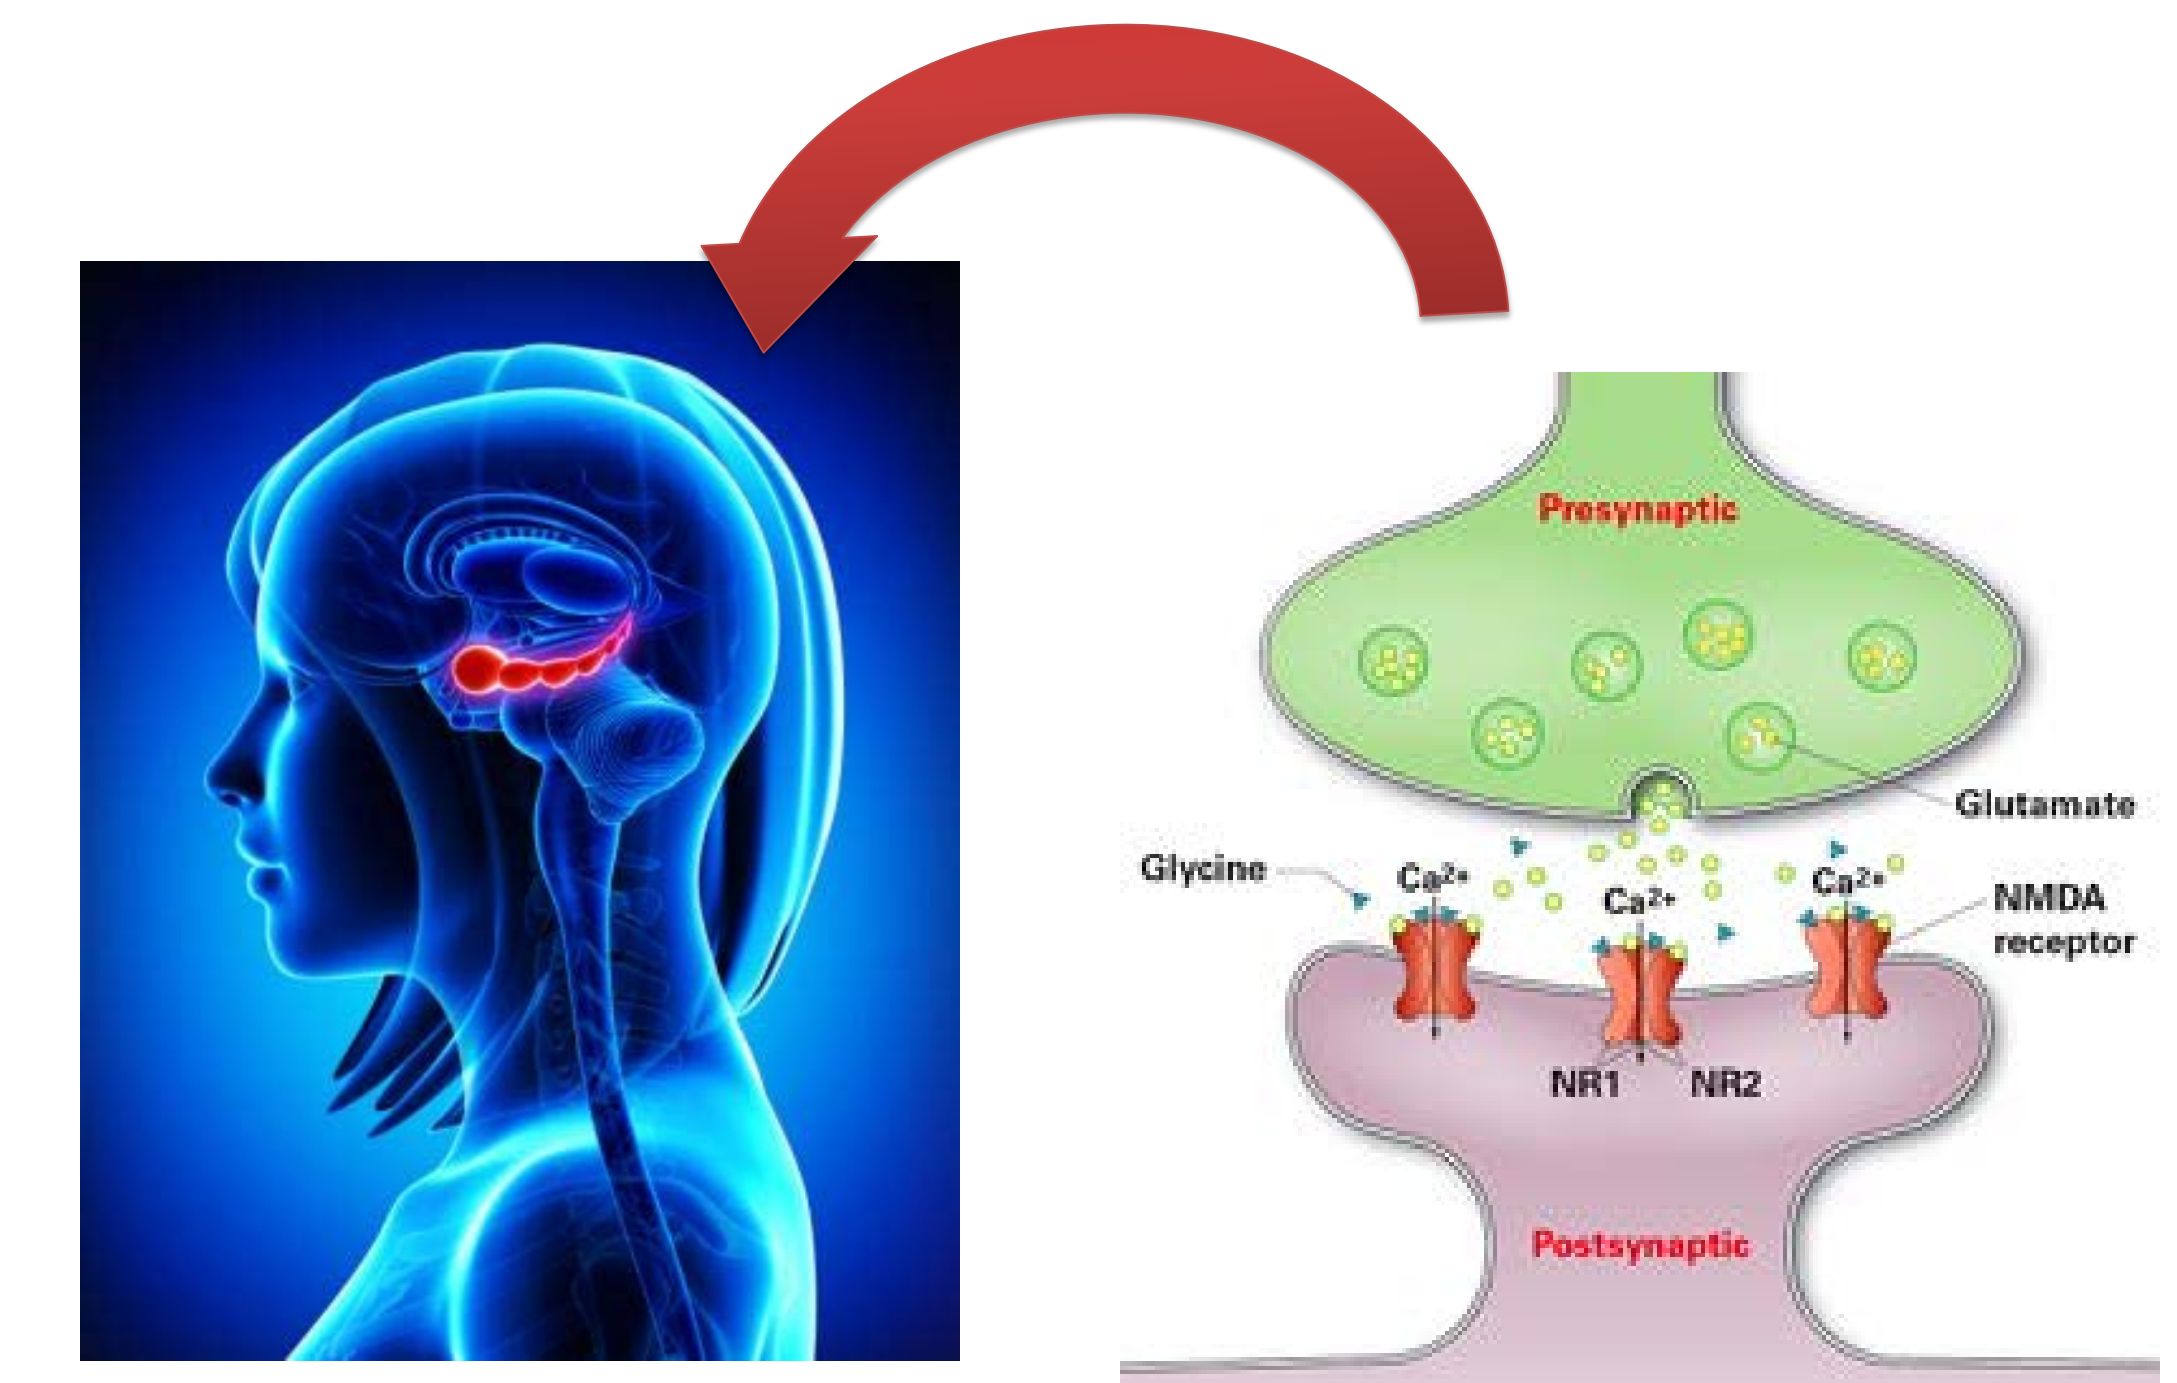 Presynaptic
Glutamate
Glycine
Ca2+
Ca2+
Ca2+
NMDA
receptor
NR1
NR2
Postsynaptic